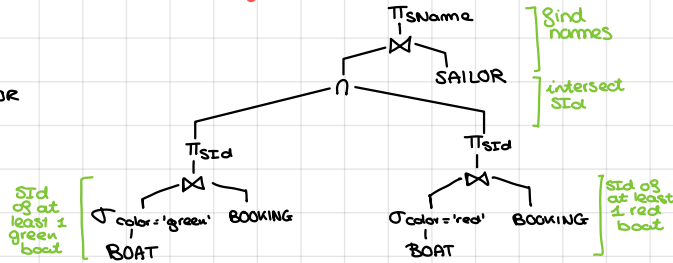 ΠSName
find
names
⋈
SAILOR
OR
∩
intersect
SId
ΠSId
ΠSId
⋈
⋈
SId
of at
least 1
green
boat
σcolor='green'
BOOKING
BOAT
σcolor='red'
BOOKING
BOAT
SId of
at least
1 red
boat